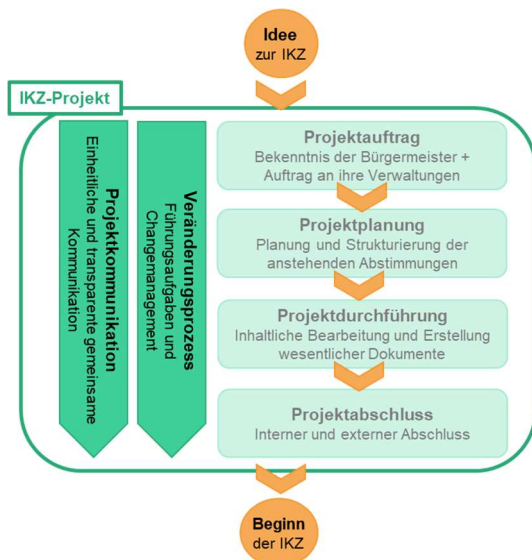 Idee
zur IKZ
IKZ-Projekt
Projektkommunikation
Einheitliche und transparente gemeinsame
Kommunikation
Veränderungsprozess
Führungsaufgaben und
Changemanagement
Projektauftrag
Bekenntnis der Bürgermeister +
Auftrag an ihre Verwaltungen
Projektplanung
Planung und Strukturierung der
anstehenden Abstimmungen
Projektdurchführung
Inhaltliche Bearbeitung und Erstellung
wesentlicher Dokumente
Projektabschluss
Interner und externer Abschluss
Beginn
der IKZ